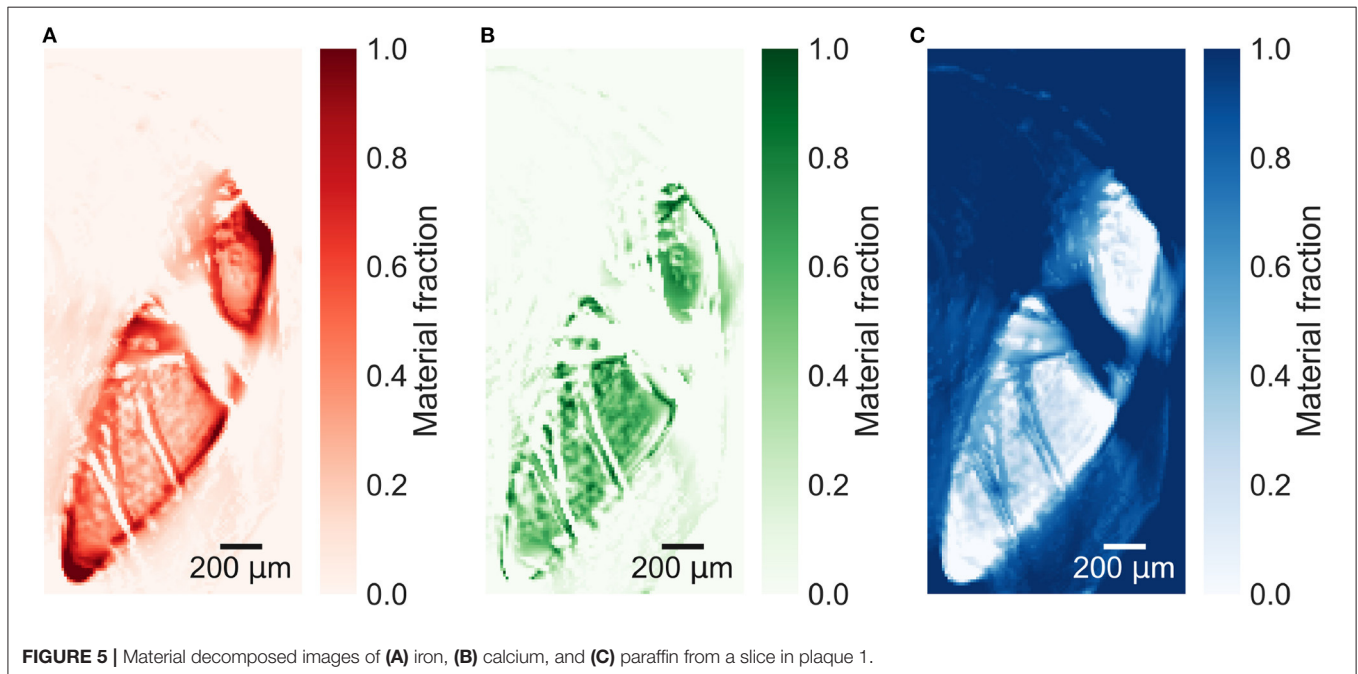 A
1.0
0.8
0.6
0.4
0.2
0.0
Material fraction
200 µm
B
1.0
0.8
0.6
0.4
0.2
0.0
Material fraction
200 µm
C
1.0
0.8
0.6
0.4
0.2
0.0
Material fraction
200 µm
FIGURE 5 | Material decomposed images of (A) iron, (B) calcium, and (C) paraffin from a slice in plaque 1.